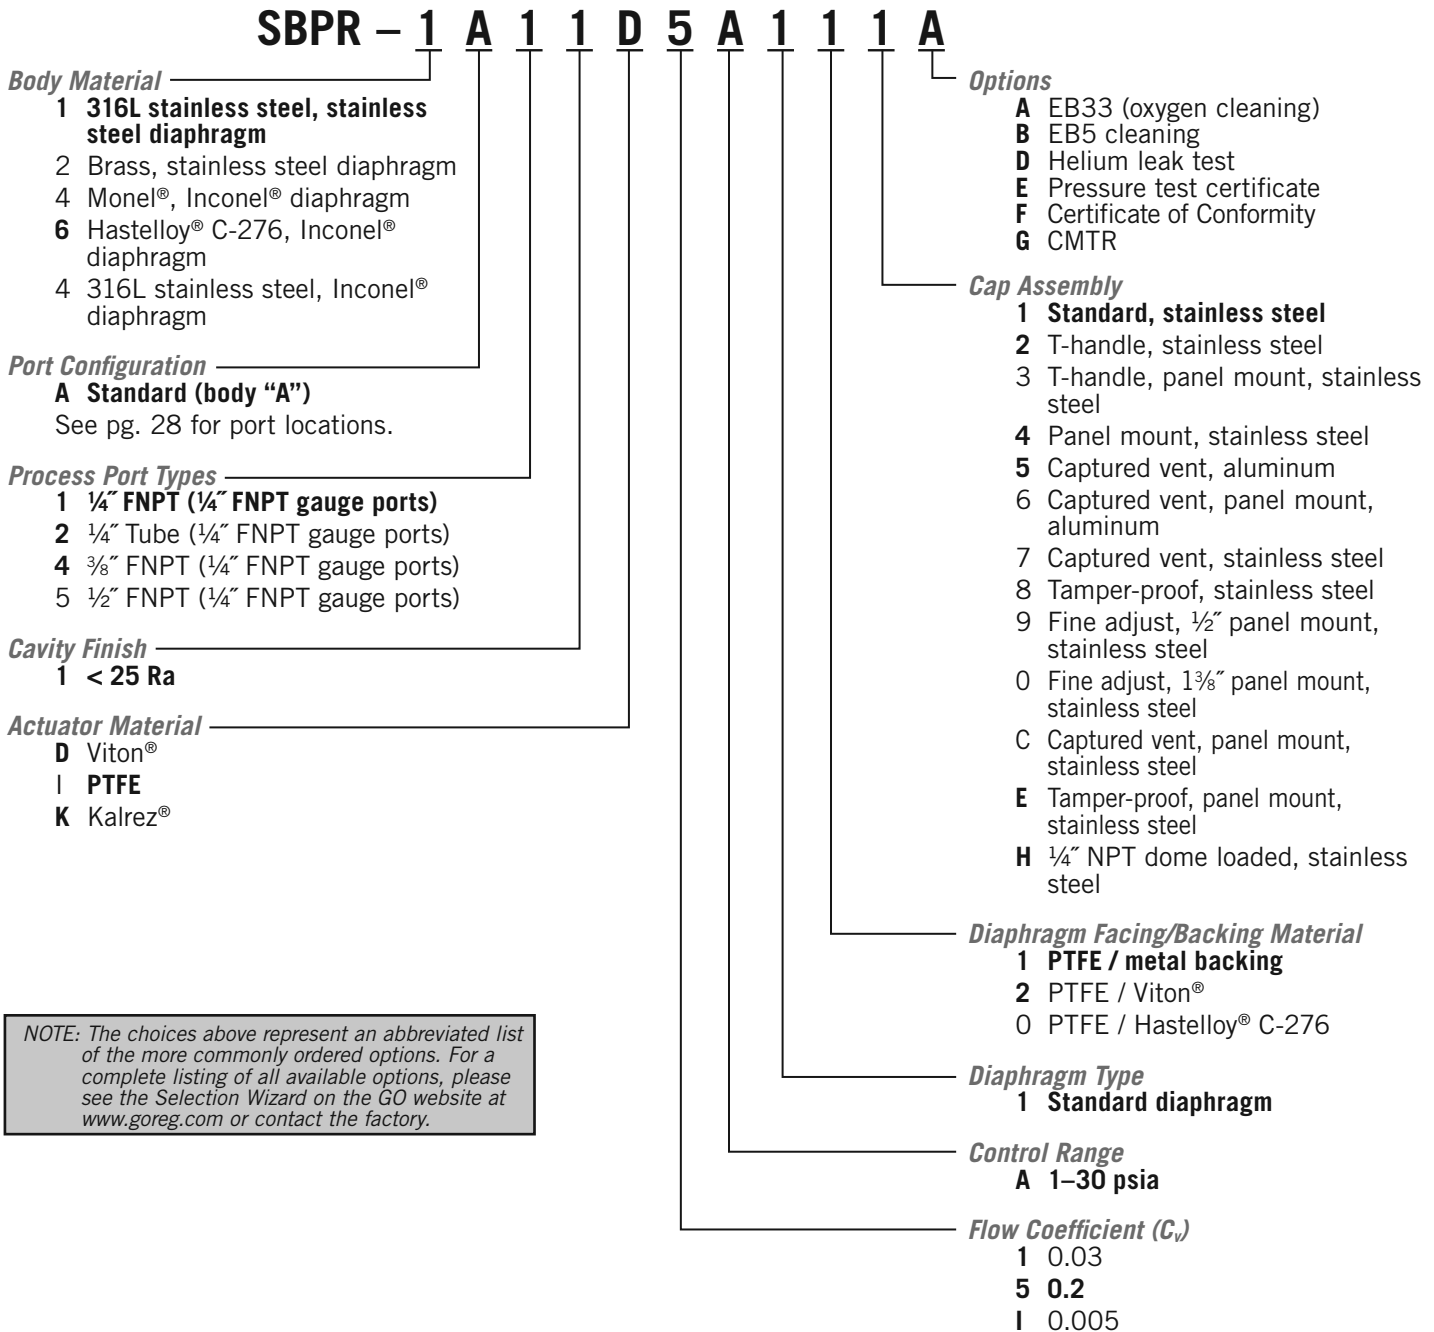 SBPR – 1 A 1 1 D 5 A 1 1 1 A
Body Material
1 316L stainless steel, stainless
steel diaphragm
2 Brass, stainless steel diaphragm
4 Monel®, Inconel® diaphragm
6 Hastelloy® C-276, Inconel®
diaphragm
4 316L stainless steel, Inconel®
diaphragm
Port Configuration
A Standard (body “A”)
See pg. 28 for port locations.
Process Port Types
1 ¼˝ FNPT (¼˝ FNPT gauge ports)
2 ¼˝ Tube (¼˝ FNPT gauge ports)
4 ⅜˝ FNPT (¼˝ FNPT gauge ports)
5 ½˝ FNPT (¼˝ FNPT gauge ports)
Cavity Finish
1 < 25 Ra
Actuator Material
D Viton®
I PTFE
K Kalrez®
NOTE: The choices above represent an abbreviated list
of the more commonly ordered options. For a
complete listing of all available options, please
see the Selection Wizard on the GO website at
www.goreg.com or contact the factory.
Options
A EB33 (oxygen cleaning)
B EB5 cleaning
D Helium leak test
E Pressure test certificate
F Certificate of Conformity
G CMTR
Cap Assembly
1 Standard, stainless steel
2 T-handle, stainless steel
3 T-handle, panel mount, stainless
steel
4 Panel mount, stainless steel
5 Captured vent, aluminum
6 Captured vent, panel mount,
aluminum
7 Captured vent, stainless steel
8 Tamper-proof, stainless steel
9 Fine adjust, ½˝ panel mount,
stainless steel
0 Fine adjust, 1⅜˝ panel mount,
stainless steel
C Captured vent, panel mount,
stainless steel
E Tamper-proof, panel mount,
stainless steel
H ¼˝ NPT dome loaded, stainless
steel
Diaphragm Facing/Backing Material
1 PTFE / metal backing
2 PTFE / Viton®
0 PTFE / Hastelloy® C-276
Diaphragm Type
1 Standard diaphragm
Control Range
A 1–30 psia
Flow Coefficient (Cv)
1 0.03
5 0.2
I 0.005